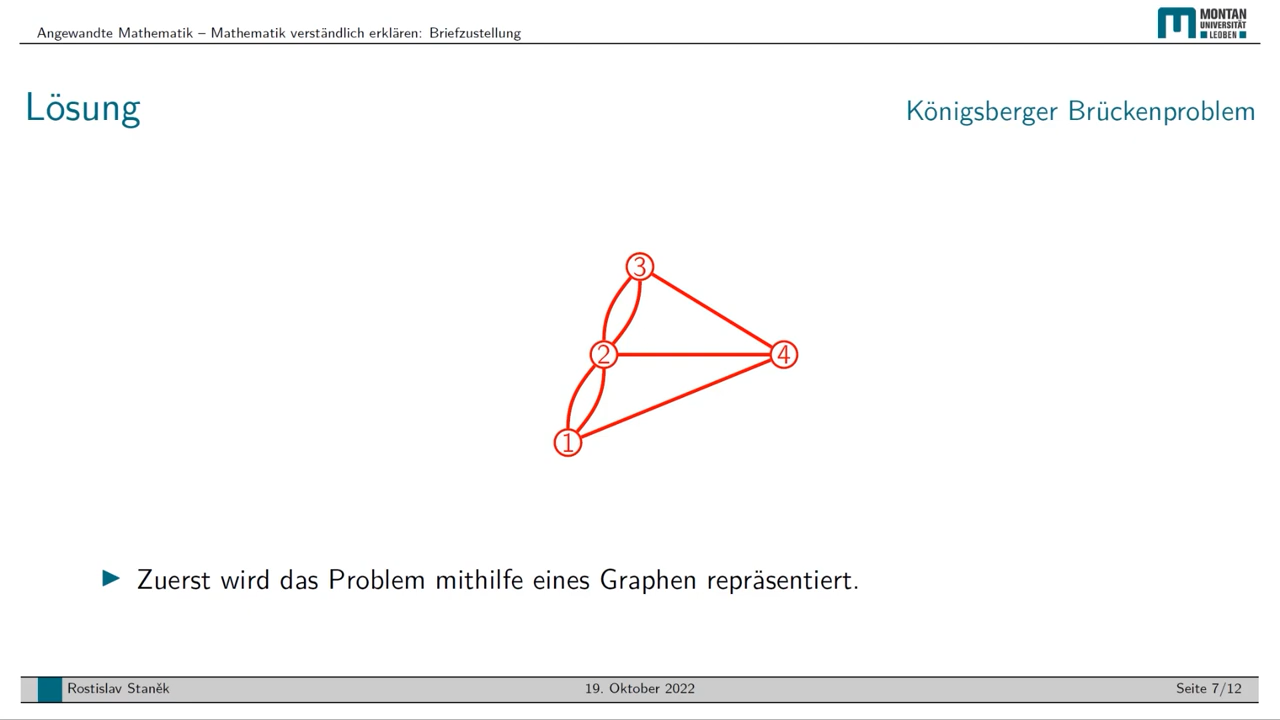 Angewandte Mathematik – Mathematik verständlich erklären: Briefzustellung
MONTAN
UNIVERSITÄT
LEOBEN
Lösung
Königsberger Brückenproblem
3
2
4
1
Zuerst wird das Problem mithilfe eines Graphen repräsentiert.
Rostislav Staněk
19. Oktober 2022
Seite 7/12